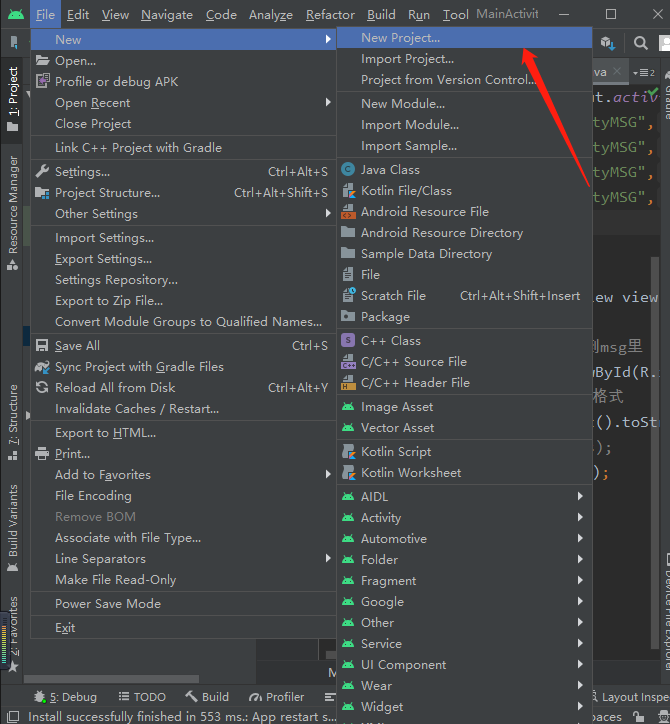 File Edit View Navigate Code Analyze Refactor Build Run Tool MainActivit
New
Open...
Profile or debug APK
Open Recent
Close Project
Link C++ Project with Gradle
Settings... Ctrl+Alt+S
Project Structure... Ctrl+Alt+Shift+S
Other Settings
Import Settings...
Export Settings...
Settings Repository...
Export to Zip File...
Convert Module Groups to Qualified Names...
Save All Ctrl+S
Sync Project with Gradle Files
Reload All from Disk Ctrl+Alt+Y
Invalidate Caches / Restart...
Export to HTML...
Print...
Add to Favorites
File Encoding
Remove BOM
Associate with File Type...
Line Separators
Make File Read-Only
Power Save Mode
Exit
New Project...
Import Project...
Project from Version Control...
New Module...
Import Module...
Import Sample...
Java Class
Kotlin File/Class
Android Resource File
Android Resource Directory
Sample Data Directory
File
Scratch File Ctrl+Alt+Shift+Insert
Package
C++ Class
C/C++ Source File
C/C++ Header File
Image Asset
Vector Asset
Kotlin Script
Kotlin Worksheet
AIDL
Activity
Automotive
Folder
Fragment
Google
Other
Service
UI Component
Wear
Widget
1: Project
Resource Manager
7: Structure
Build Variants
2: Favorites
va
2
Gradle
ut.activ
tyMSG",
tyMSG",
tyMSG",
tyMSG",
iew view
到msg里
ById(R.
格式
().toStr
);
);
Device File Explorer
5: Debug TODO Build Profiler Layout Inspe
Install successfully finished in 553 ms.: App restart s paces